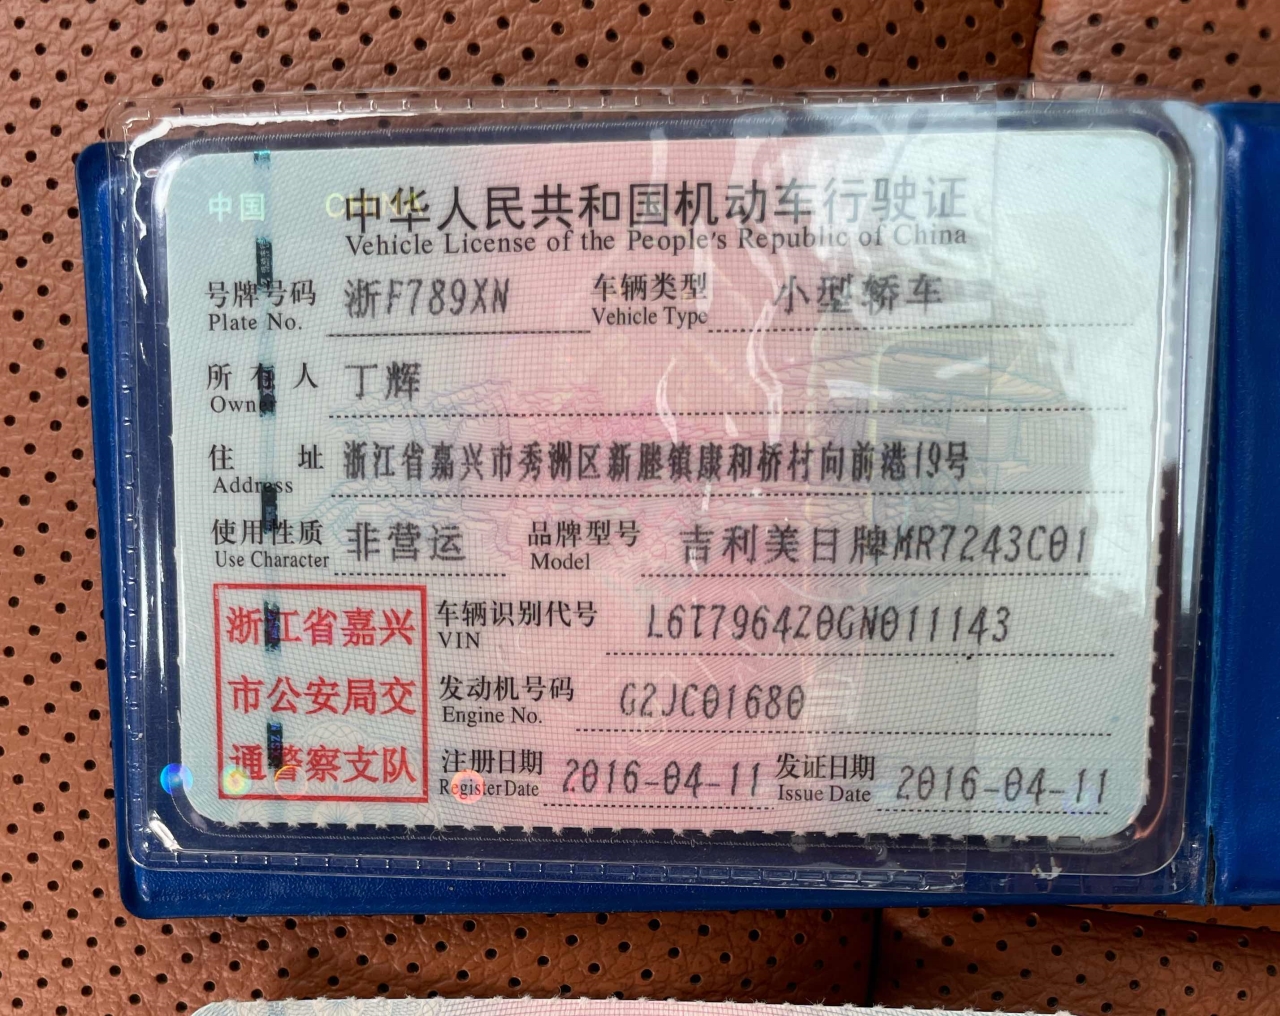 中国 CHINA
中华人民共和国机动车行驶证
Vehicle License of the People's Republic of China
号牌号码 浙F789XN 车辆类型 小型轿车
Plate No. Vehicle Type
所有人 丁辉
Owner
住址 浙江省嘉兴市秀洲区新塍镇康和桥村向前港19号
Address
使用性质 非营运 品牌型号 吉利美日牌MR7243C01
Use Character Model
浙江省嘉兴 车辆识别代号 L6T7964Z0GN011143
VIN
市公安局交 发动机号码 G2JC01680
Engine No.
通警察支队 注册日期 2016-04-11 发证日期 2016-04-11
Register Date Issue Date